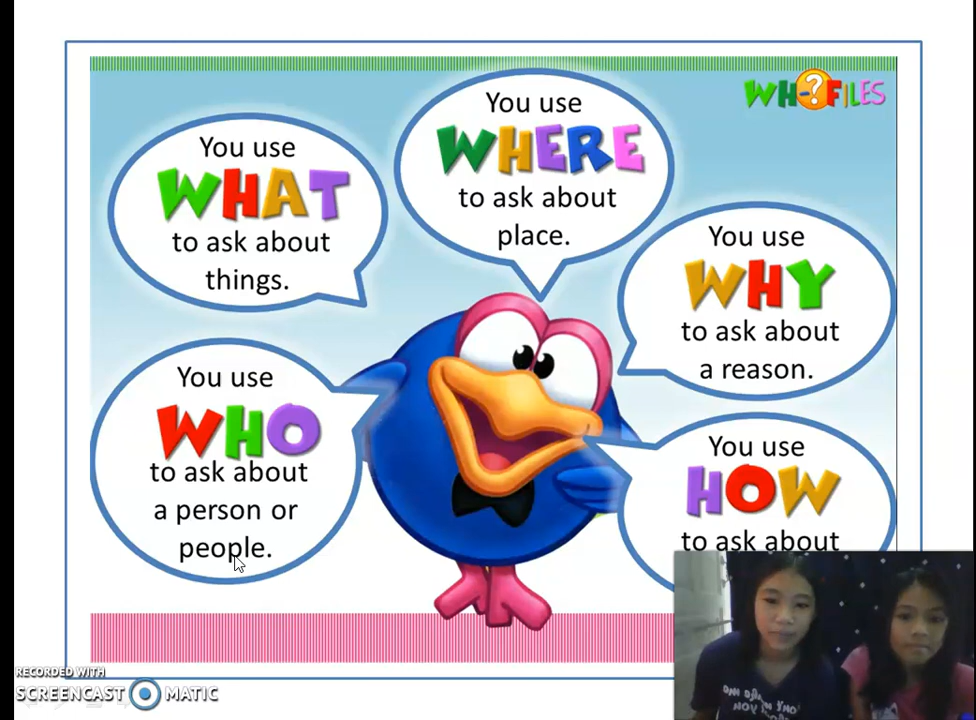 WH-?FILES
You use
WHAT
to ask about
things.
You use
WHERE
to ask about
place.
You use
WHY
to ask about
a reason.
You use
WHO
to ask about
a person or
people.
You use
HOW
to ask about
RECORDED WITH
SCREENCAST MATIC